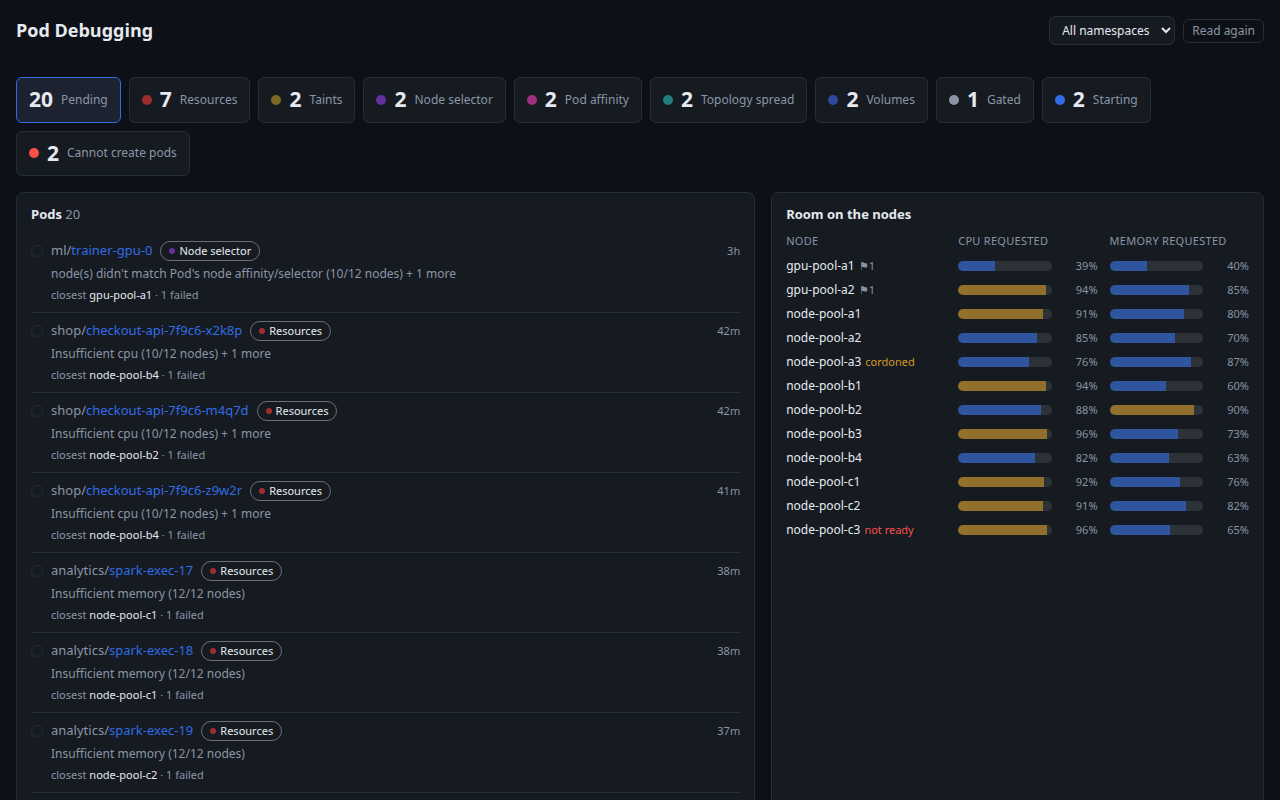 Pod Debugging
All namespaces
Read again
20 Pending
7 Resources
2 Taints
2 Node selector
2 Pod affinity
2 Topology spread
2 Volumes
1 Gated
2 Starting
2 Cannot create pods
Pods 20
ml/trainer-gpu-0 Node selector 3h
node(s) didn't match Pod's node affinity/selector (10/12 nodes) + 1 more
closest gpu-pool-a1 · 1 failed
shop/checkout-api-7f9c6-x2k8p Resources 42m
Insufficient cpu (10/12 nodes) + 1 more
closest node-pool-b4 · 1 failed
shop/checkout-api-7f9c6-m4q7d Resources 42m
Insufficient cpu (10/12 nodes) + 1 more
closest node-pool-b2 · 1 failed
shop/checkout-api-7f9c6-z9w2r Resources 41m
Insufficient cpu (10/12 nodes) + 1 more
closest node-pool-b4 · 1 failed
analytics/spark-exec-17 Resources 38m
Insufficient memory (12/12 nodes)
closest node-pool-c1 · 1 failed
analytics/spark-exec-18 Resources 38m
Insufficient memory (12/12 nodes)
closest node-pool-c1 · 1 failed
analytics/spark-exec-19 Resources 37m
Insufficient memory (12/12 nodes)
closest node-pool-c2 · 1 failed
Room on the nodes
NODE CPU REQUESTED MEMORY REQUESTED
gpu-pool-a1 ⚑1 39% 40%
gpu-pool-a2 ⚑1 94% 85%
node-pool-a1 91% 80%
node-pool-a2 85% 70%
node-pool-a3 cordoned 76% 87%
node-pool-b1 94% 60%
node-pool-b2 88% 90%
node-pool-b3 96% 73%
node-pool-b4 82% 63%
node-pool-c1 92% 76%
node-pool-c2 91% 82%
node-pool-c3 not ready 96% 65%